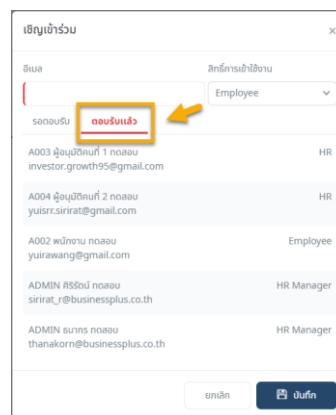 เชิญเข้าร่วม ×
อีเมล สิทธิ์การเข้าใช้งาน
Employee
รอตอบรับ ตอบรับแล้ว
A003 ผู้อนุมัติคนที่ 1 ทดสอบ HR
investor.growth95@gmail.com
A004 ผู้อนุมัติคนที่ 2 ทดสอบ HR
yuisrr.sirirat@gmail.com
A002 พนักงาน ทดสอบ Employee
yuirawang@gmail.com
ADMIN ศิริรัตน์ ทดสอบ HR Manager
sirirat_r@businessplus.co.th
ADMIN ธนากร ทดสอบ HR Manager
thanakorn@businessplus.co.th
ยกเลิก บันทึก